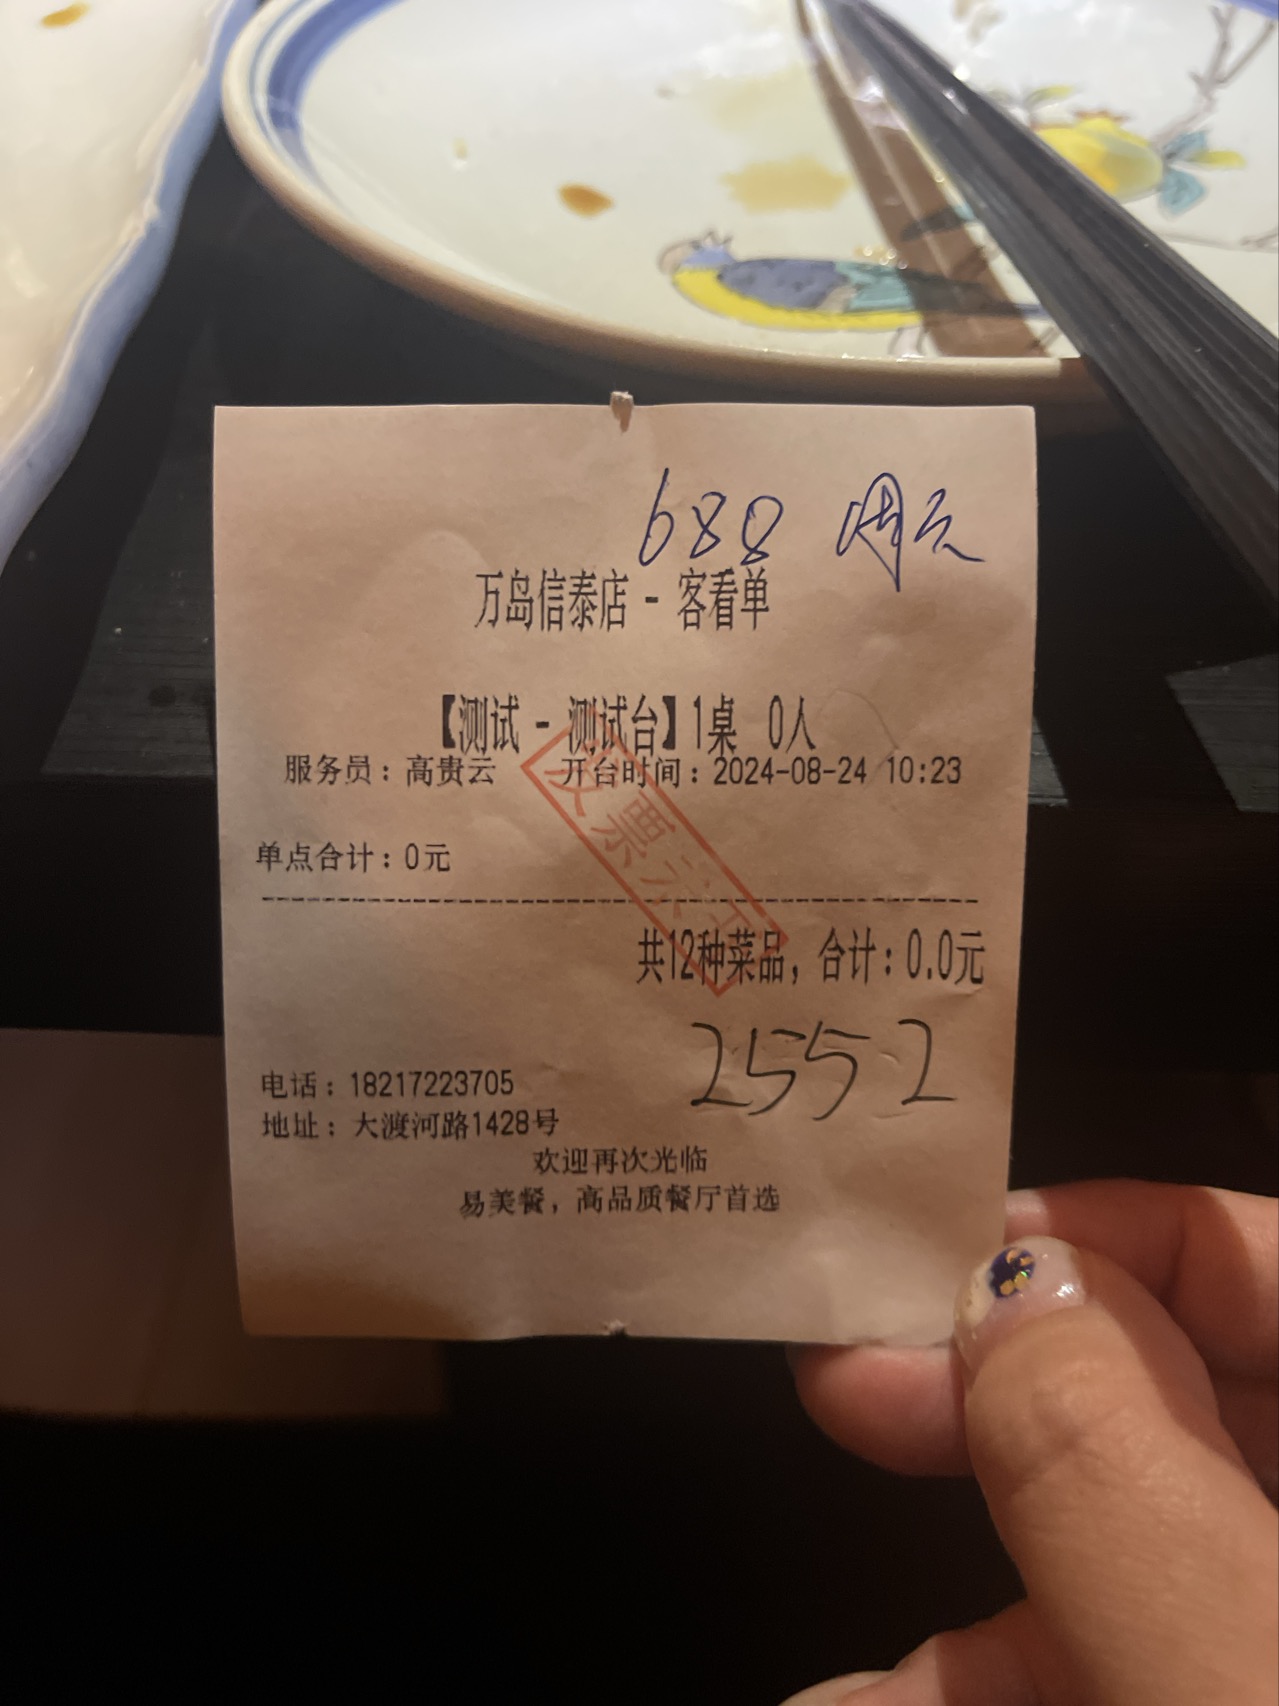 688
万岛信泰店 - 客看单
【测试 - 测试台】1桌 0人
服务员：高贵云 开台时间：2024-08-24 10:23
单点合计：0元
共12种菜品，合计：0.0元
2552
电话：18217223705
地址：大渡河路1428号
欢迎再次光临
易美餐，高品质餐厅首选